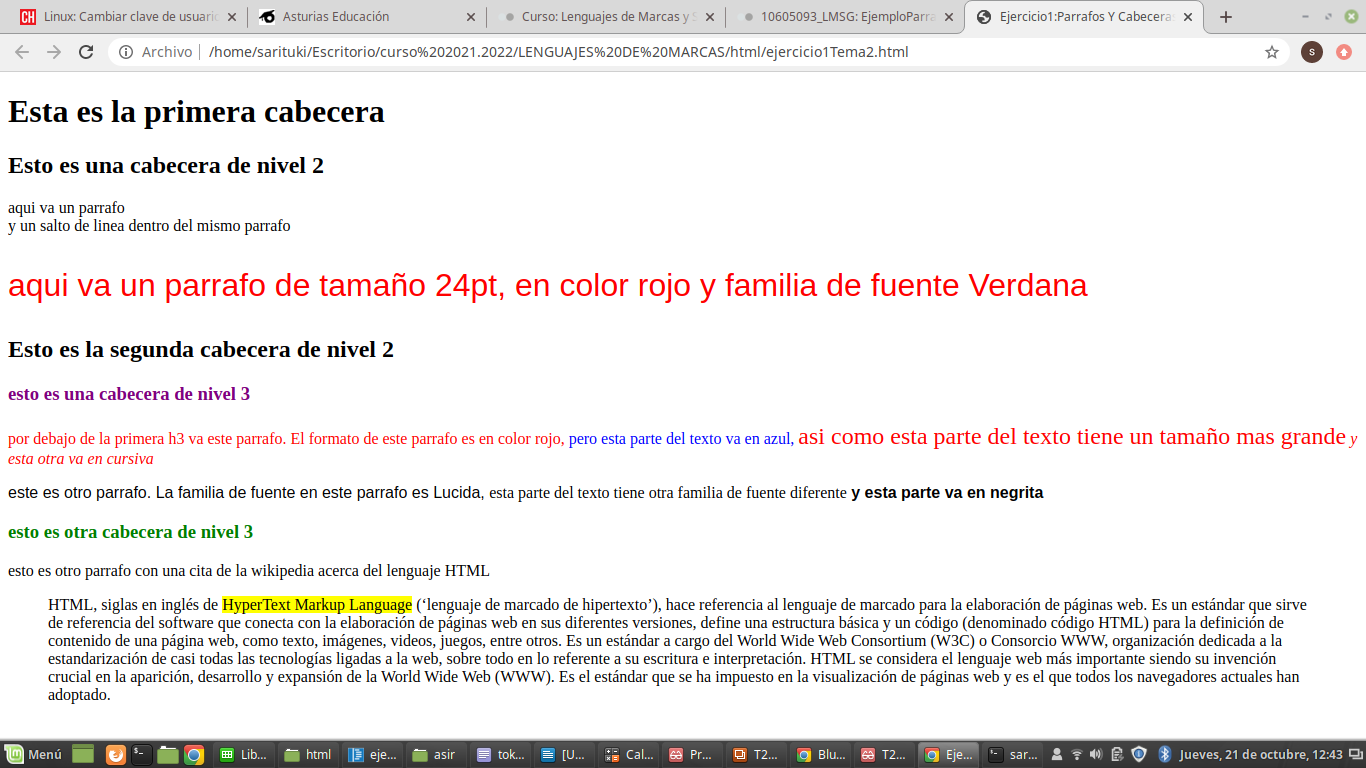 Linux: Cambiar clave de usuario
Asturias Educación
Curso: Lenguajes de Marcas y S
10605093_LMSG: EjemploParra
Ejercicio1:Parrafos Y Cabeceras
Archivo
/home/sarituki/Escritorio/curso%202021.2022/LENGUAJES%20DE%20MARCAS/html/ejercicio1Tema2.html
s
Esta es la primera cabecera
Esto es una cabecera de nivel 2
aqui va un parrafo
y un salto de linea dentro del mismo parrafo
aqui va un parrafo de tamaño 24pt, en color rojo y familia de fuente Verdana
Esto es la segunda cabecera de nivel 2
esto es una cabecera de nivel 3
por debajo de la primera h3 va este parrafo. El formato de este parrafo es en color rojo, pero esta parte del texto va en azul, asi como esta parte del texto tiene un tamaño mas grande y
esta otra va en cursiva
este es otro parrafo. La familia de fuente en este parrafo es Lucida, esta parte del texto tiene otra familia de fuente diferente y esta parte va en negrita
esto es otra cabecera de nivel 3
esto es otro parrafo con una cita de la wikipedia acerca del lenguaje HTML
HTML, siglas en inglés de HyperText Markup Language (‘lenguaje de marcado de hipertexto’), hace referencia al lenguaje de marcado para la elaboración de páginas web. Es un estándar que sirve
de referencia del software que conecta con la elaboración de páginas web en sus diferentes versiones, define una estructura básica y un código (denominado código HTML) para la definición de
contenido de una página web, como texto, imágenes, videos, juegos, entre otros. Es un estándar a cargo del World Wide Web Consortium (W3C) o Consorcio WWW, organización dedicada a la
estandarización de casi todas las tecnologías ligadas a la web, sobre todo en lo referente a su escritura e interpretación. HTML se considera el lenguaje web más importante siendo su invención
crucial en la aparición, desarrollo y expansión de la World Wide Web (WWW). Es el estándar que se ha impuesto en la visualización de páginas web y es el que todos los navegadores actuales han
adoptado.
Menú Lib... html eje... asir tok... [U... Cal... Pr... T2... Blu... T2... Eje... sar... Jueves, 21 de octubre, 12:43